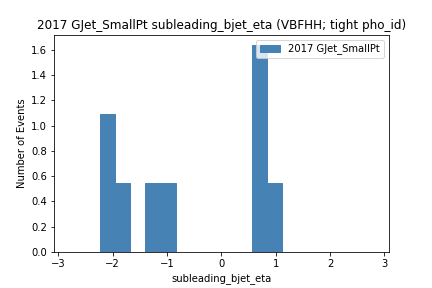 2017 GJet_SmallPt subleading_bjet_eta (VBFHH; tight pho_id)
2017 GJet_SmallPt
Number of Events
1.6
1.4
1.2
1.0
0.8
0.6
0.4
0.2
0.0
−3 −2 −1 0 1 2 3
subleading_bjet_eta